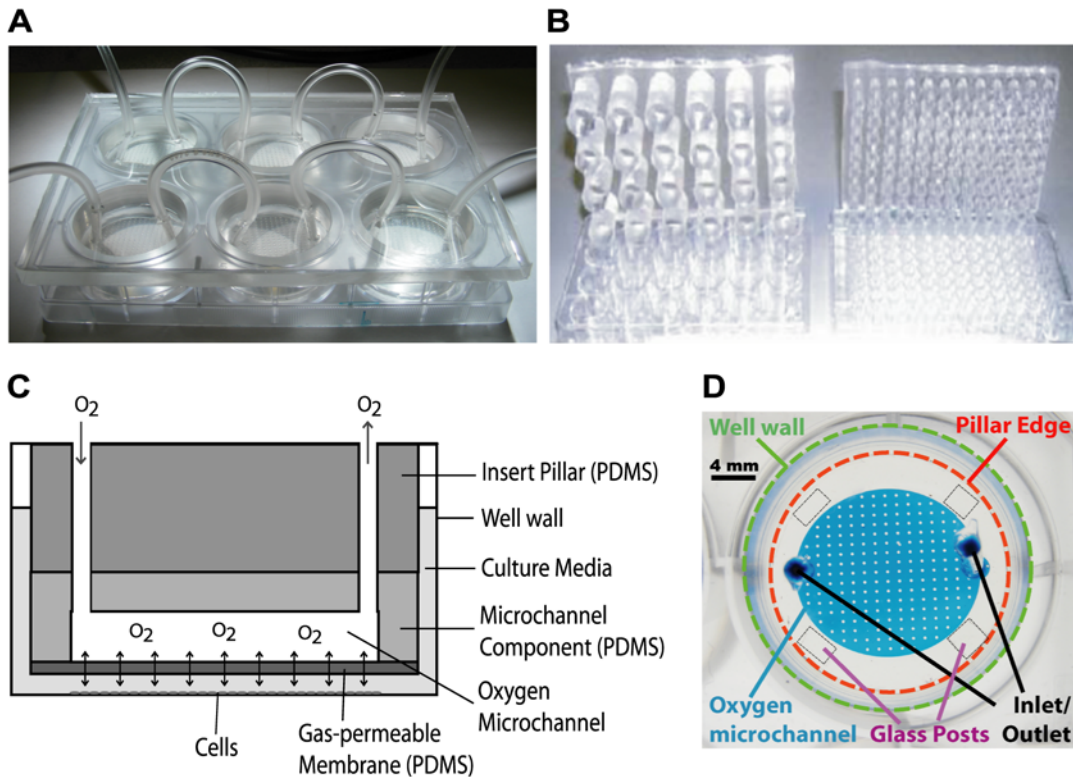 A
B
C
O2
O2
Insert Pillar (PDMS)
Well wall
Culture Media
Microchannel
Component (PDMS)
O2
O2
O2
Oxygen
Microchannel
Gas-permeable
Membrane (PDMS)
Cells
D
Well wall
Pillar Edge
4 mm
Oxygen
microchannel
Glass Posts
Inlet/
Outlet